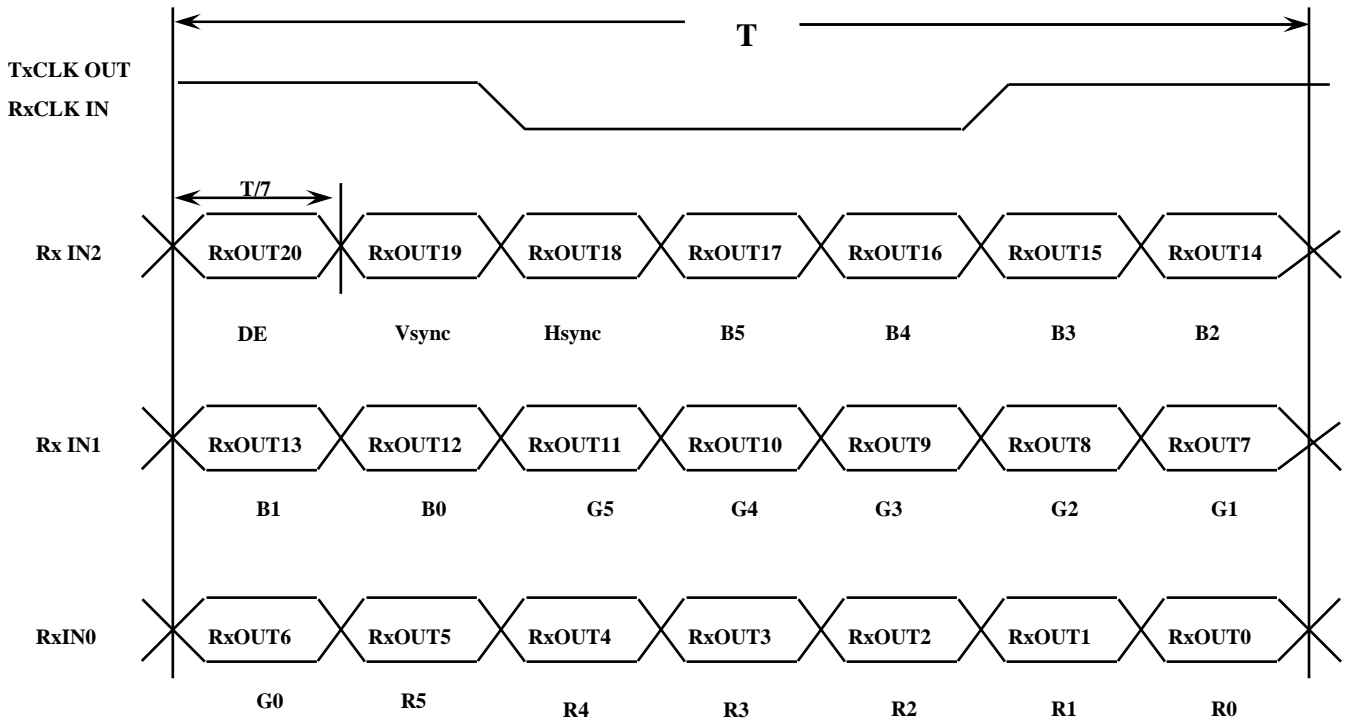 T
TxCLK OUT
RxCLK IN
T/7
Rx IN2 RxOUT20 RxOUT19 RxOUT18 RxOUT17 RxOUT16 RxOUT15 RxOUT14
DE Vsync Hsync B5 B4 B3 B2
Rx IN1 RxOUT13 RxOUT12 RxOUT11 RxOUT10 RxOUT9 RxOUT8 RxOUT7
B1 B0 G5 G4 G3 G2 G1
RxIN0 RxOUT6 RxOUT5 RxOUT4 RxOUT3 RxOUT2 RxOUT1 RxOUT0
G0 R5 R4 R3 R2 R1 R0